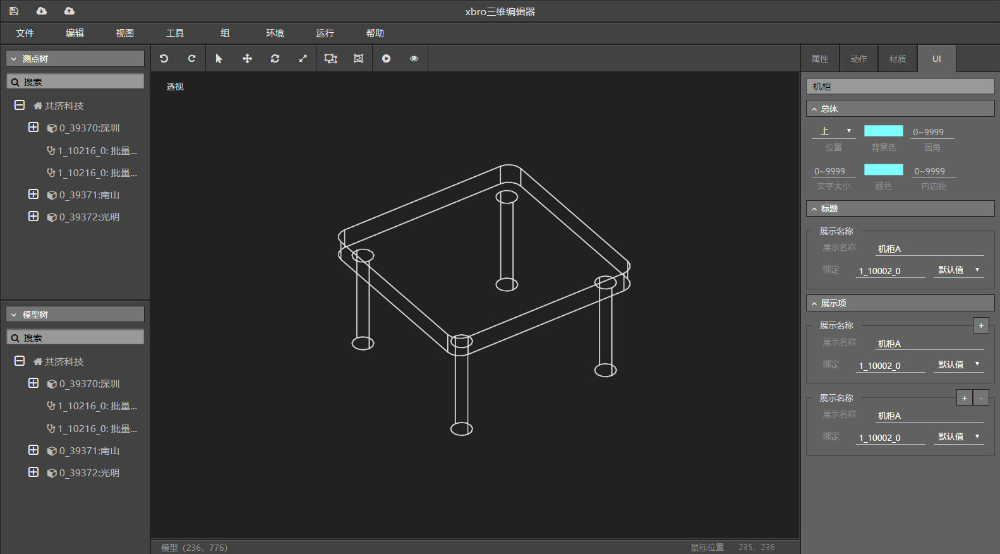 xbro三维编辑器
文件 编辑 视图 工具 组 环境 运行 帮助
测点树
搜索
共济科技
0_39370:深圳
1_10216_0: 批量...
1_10216_0: 批量...
0_39371:南山
0_39372:光明
模型树
搜索
共济科技
0_39370:深圳
1_10216_0: 批量...
1_10216_0: 批量...
0_39371:南山
0_39372:光明
透视
模型（236，776）
鼠标位置 235，236
属性 动作 材质 UI
机柜
总体
上 ▼ 0~9999
位置 背景色 圆角
0~9999 0~9999
文字大小 颜色 内边距
标题
展示名称
展示名称 机柜A
绑定 1_10002_0 默认值 ▼
展示项
展示名称 +
展示名称 机柜A
绑定 1_10002_0 默认值 ▼
展示名称 + -
展示名称 机柜A
绑定 1_10002_0 默认值 ▼